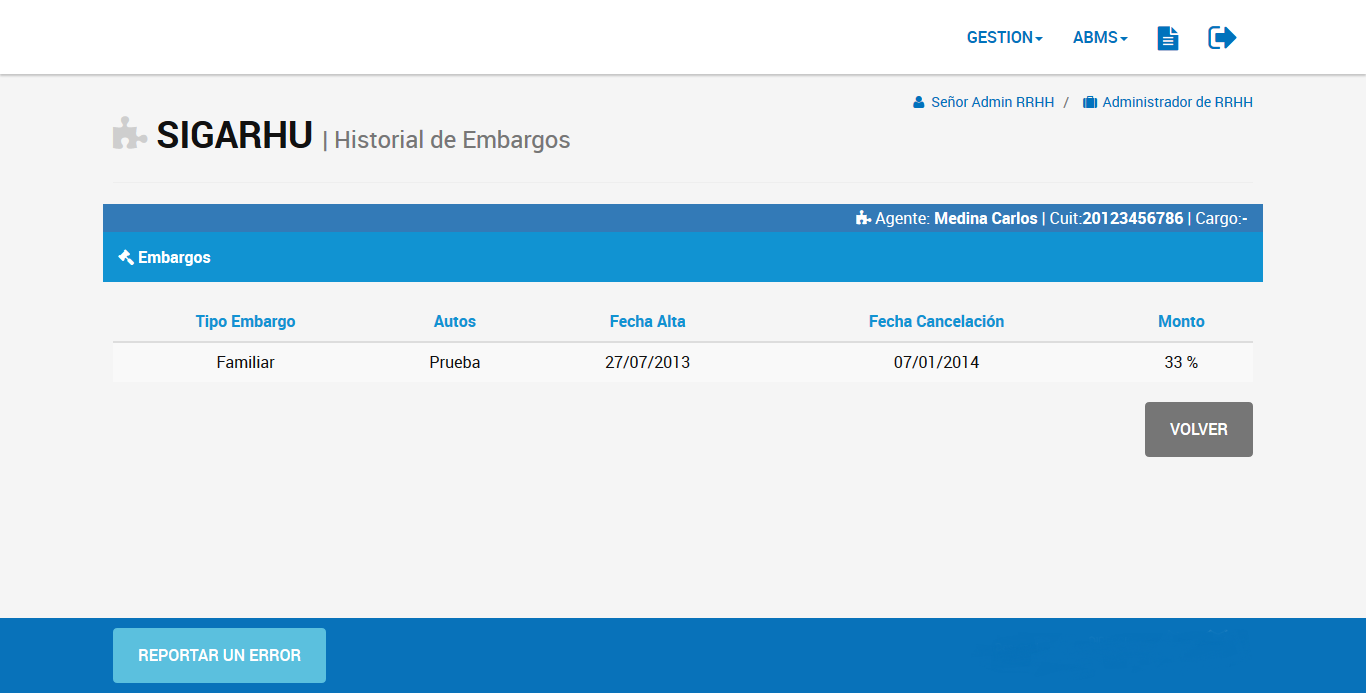 GESTION ABMS
Señor Admin RRHH / Administrador de RRHH
SIGARHU | Historial de Embargos
Agente: Medina Carlos | Cuit:20123456786 | Cargo:-
Embargos
Tipo Embargo Autos Fecha Alta Fecha Cancelación Monto
Familiar Prueba 27/07/2013 07/01/2014 33 %
VOLVER
REPORTAR UN ERROR